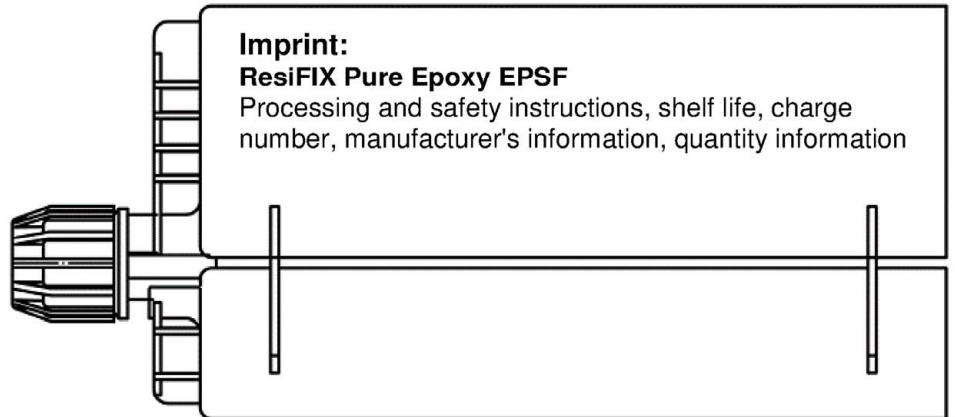 Imprint:
ResiFIX Pure Epoxy EPSF
Processing and safety instructions, shelf life, charge
number, manufacturer's information, quantity information